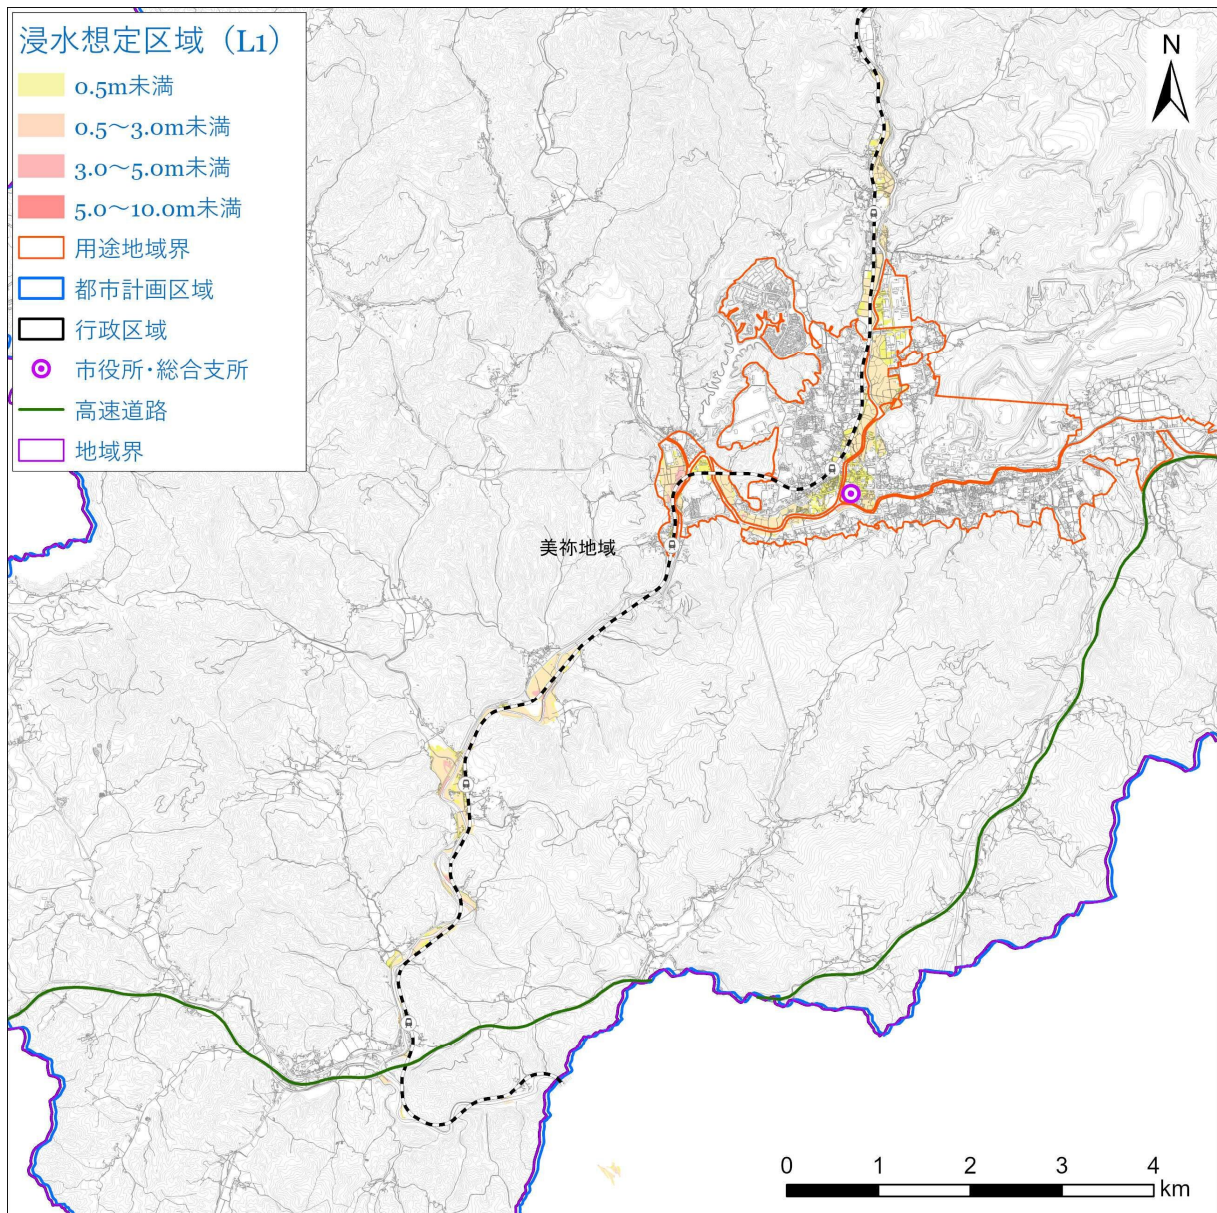 浸水想定区域（L1）
0.5m未満
0.5～3.0m未満
3.0～5.0m未満
5.0～10.0m未満
用途地域界
都市計画区域
行政区域
市役所・総合支所
高速道路
地域界
N
美祢地域
0 1 2 3 4
km